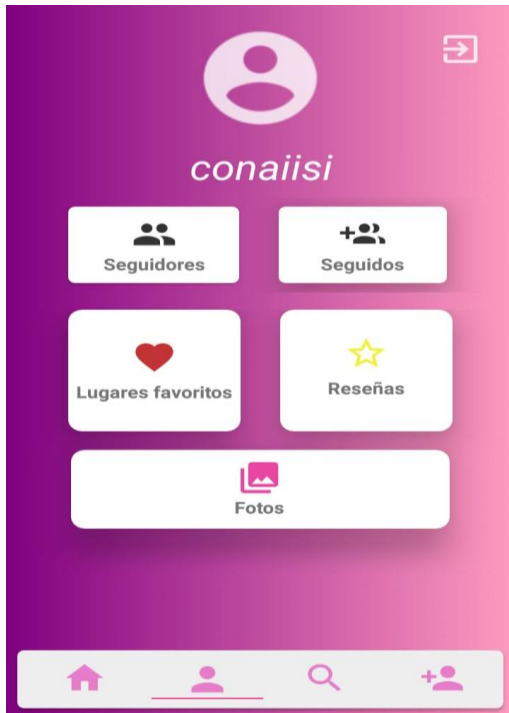 conaiisi
Seguidores
Seguidos
Lugares favoritos
Reseñas
Fotos